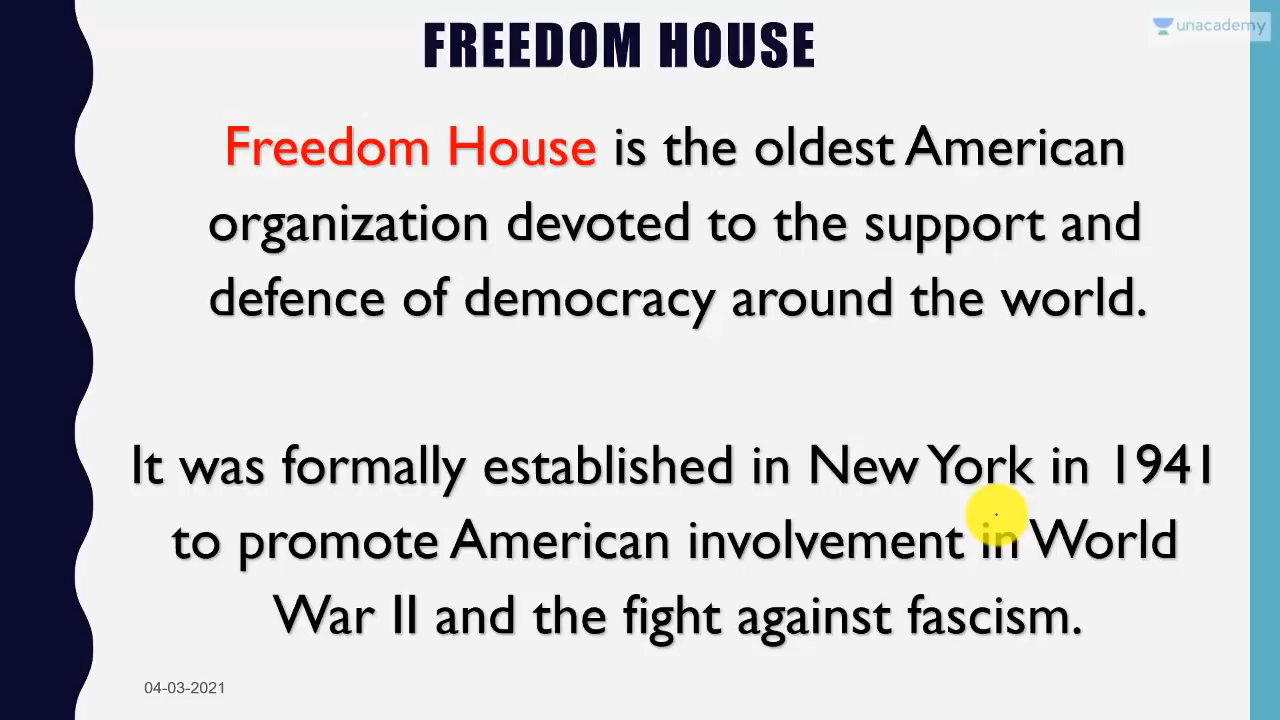 unacademy
FREEDOM HOUSE
Freedom House is the oldest American
organization devoted to the support and
defence of democracy around the world.
It was formally established in New York in 1941
to promote American involvement in World
War II and the fight against fascism.
04-03-2021